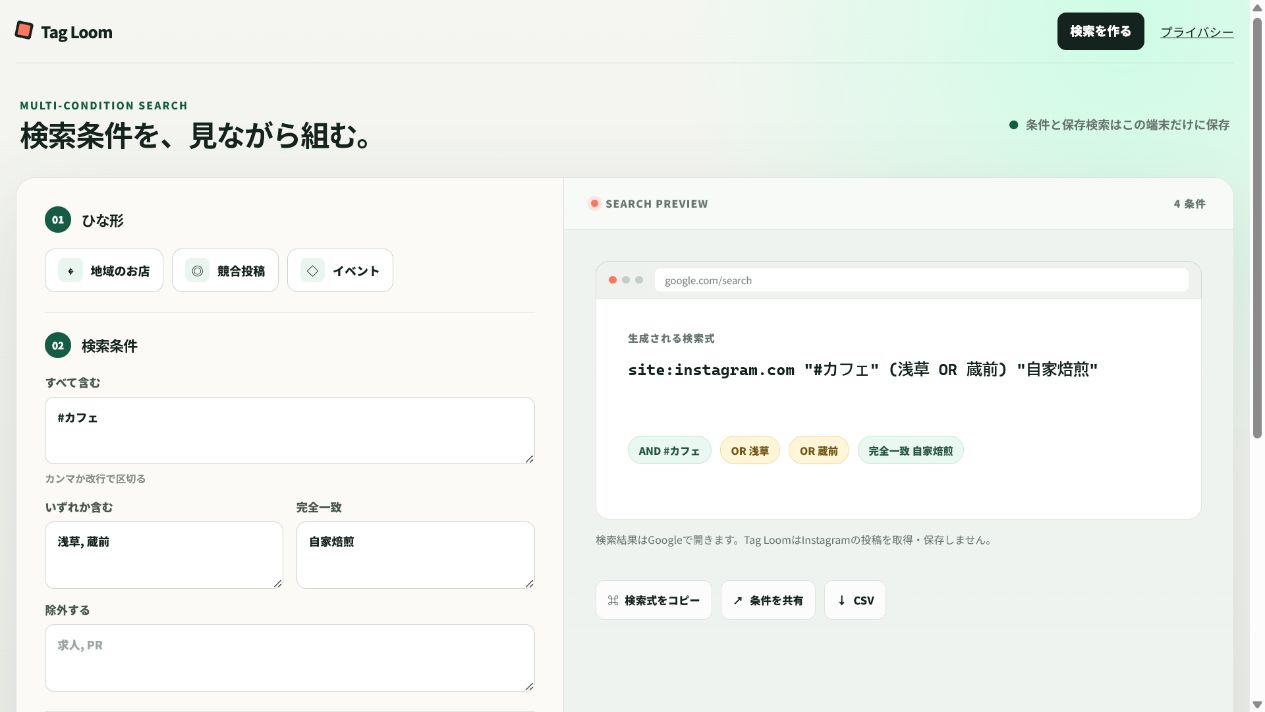 Tag Loom
検索を作る
プライバシー
MULTI-CONDITION SEARCH
検索条件を、見ながら組む。
条件と保存検索はこの端末だけに保存
01 ひな形
地域のお店
競合投稿
イベント
02 検索条件
すべて含む
#カフェ
カンマか改行で区切る
いずれか含む
浅草, 蔵前
完全一致
自家焙煎
除外する
求人, PR
SEARCH PREVIEW
4 条件
google.com/search
生成される検索式
site:instagram.com "#カフェ" (浅草 OR 蔵前) "自家焙煎"
AND #カフェ
OR 浅草
OR 蔵前
完全一致 自家焙煎
検索結果はGoogleで開きます。Tag LoomはInstagramの投稿を取得・保存しません。
⌘ 検索式をコピー
↗ 条件を共有
↓ CSV